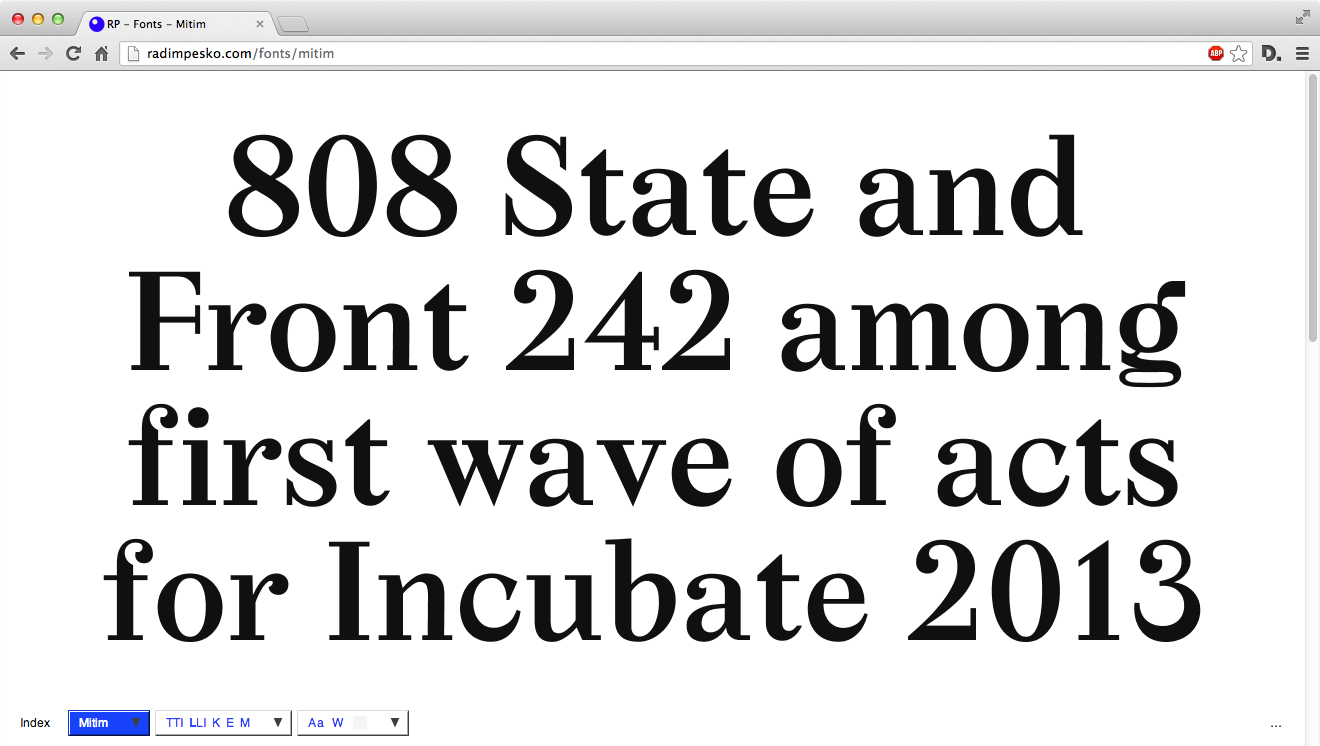 RP – Fonts – Mitim
radimpesko.com/fonts/mitim
ABP
D.
808 State and
Front 242 among
first wave of acts
for Incubate 2013
Index
Mitim
TTI LLI K E M
Aa W
...